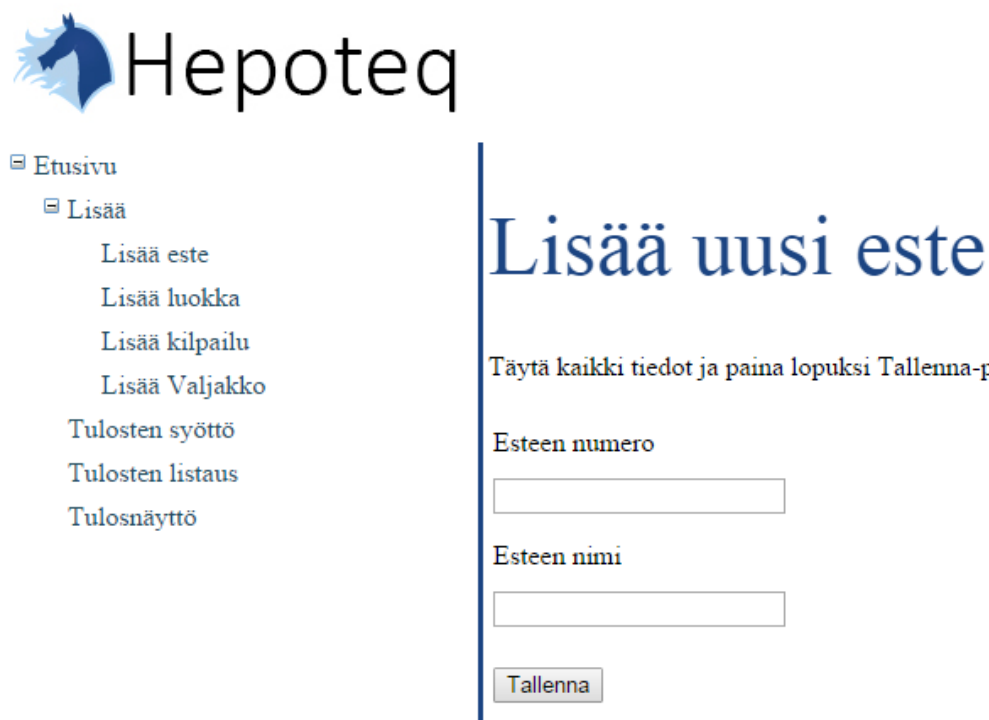 Hepoteq
Etusivu
Lisää
Lisää este
Lisää luokka
Lisää kilpailu
Lisää Valjakko
Tulosten syöttö
Tulosten listaus
Tulosnäyttö
Lisää uusi este
Täytä kaikki tiedot ja paina lopuksi Tallenna-p
Esteen numero
Esteen nimi
Tallenna